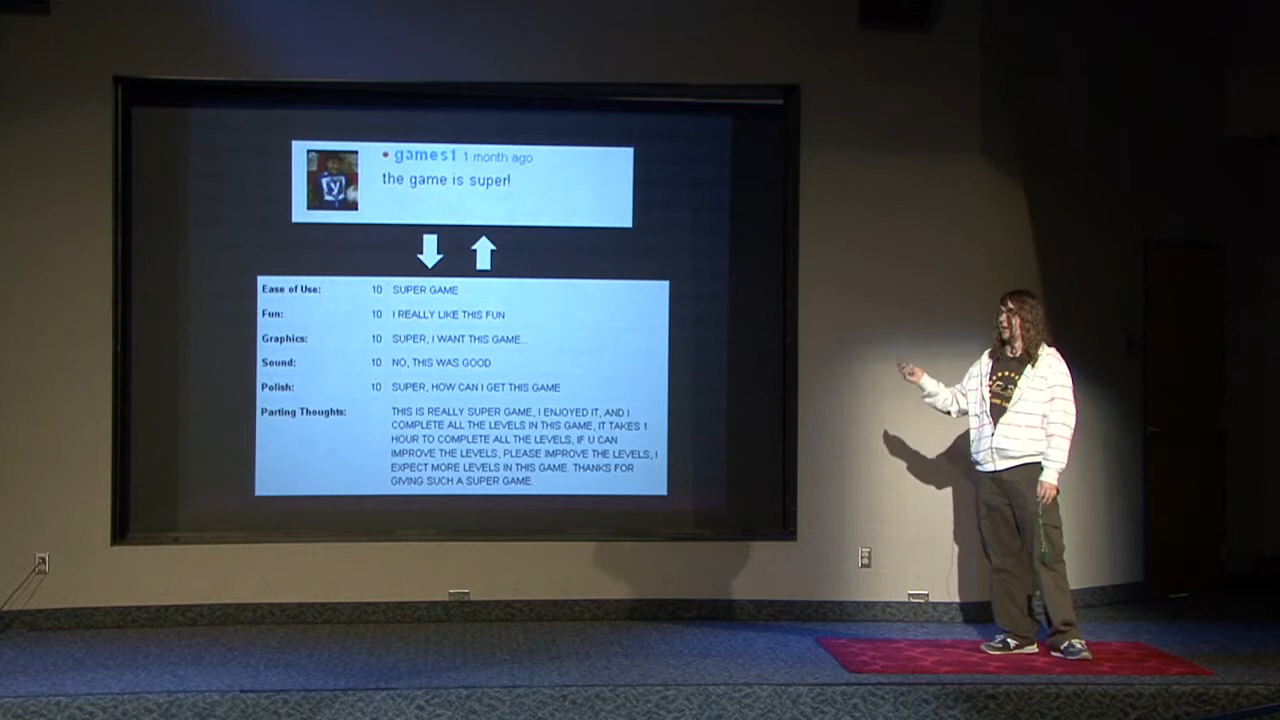 • games1 1 month ago
the game is super!
Ease of Use: 10 SUPER GAME
Fun: 10 I REALLY LIKE THIS FUN
Graphics: 10 SUPER, I WANT THIS GAME...
Sound: 10 NO, THIS WAS GOOD
Polish: 10 SUPER, HOW CAN I GET THIS GAME
Parting Thoughts: THIS IS REALLY SUPER GAME, I ENJOYED IT, AND I
COMPLETE ALL THE LEVELS IN THIS GAME, IT TAKES 1
HOUR TO COMPLETE ALL THE LEVELS, IF U CAN
IMPROVE THE LEVELS, PLEASE IMPROVE THE LEVELS, I
EXPECT MORE LEVELS IN THIS GAME. THANKS FOR
GIVING SUCH A SUPER GAME.